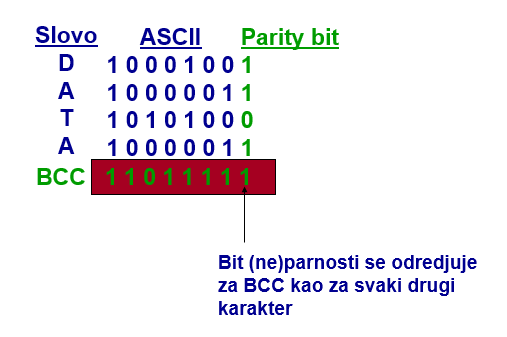 Slovo ASCII Parity bit
D 1 0 0 0 1 0 0 1
A 1 0 0 0 0 0 1 1
T 1 0 1 0 1 0 0 0
A 1 0 0 0 0 0 1 1
BCC 1 1 0 1 1 1 1 1
Bit (ne)parnosti se odredjuje
za BCC kao za svaki drugi
karakter